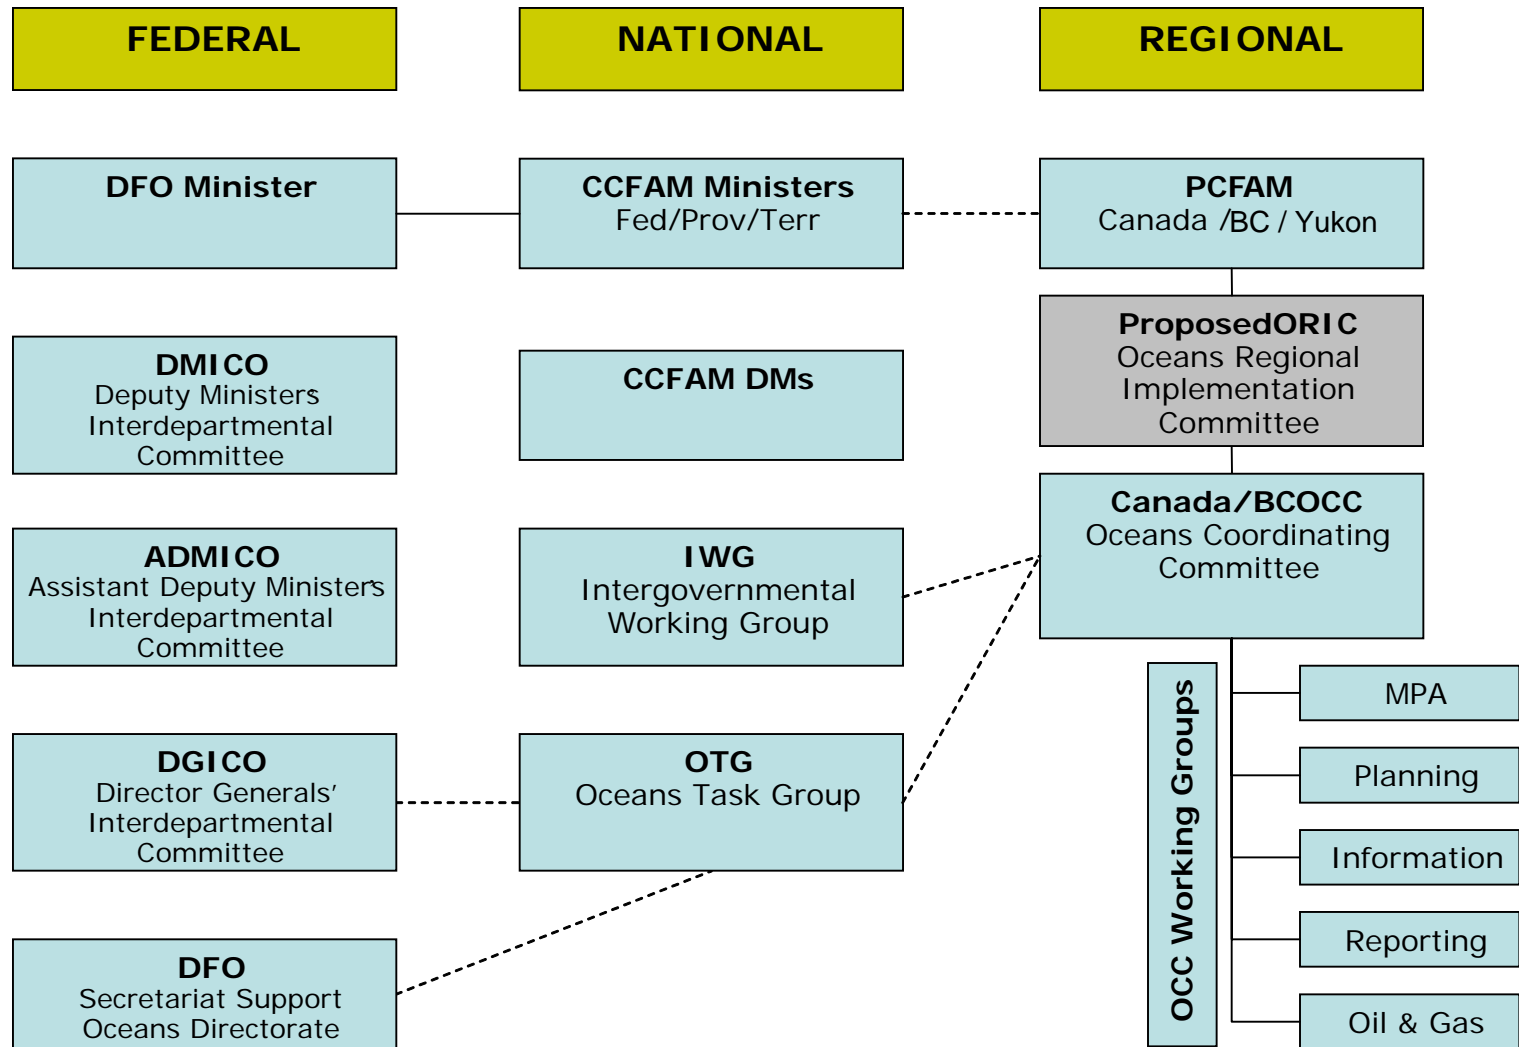 FEDERAL
NATIONAL
REGIONAL
DFO Minister
CCFAM Ministers
Fed/Prov/Terr
PCFAM
Canada /BC / Yukon
DMICO
Deputy Ministers
Interdepartmental
Committee
CCFAM DMs
ProposedORIC
Oceans Regional
Implementation
Committee
ADMICO
Assistant Deputy Minister's
Interdepartmental
Committee
IWG
Intergovernmental
Working Group
Canada/BCOCC
Oceans Coordinating
Committee
DGICO
Director Generals'
Interdepartmental
Committee
OTG
Oceans Task Group
DFO
Secretariat Support
Oceans Directorate
OCC Working Groups
MPA
Planning
Information
Reporting
Oil & Gas